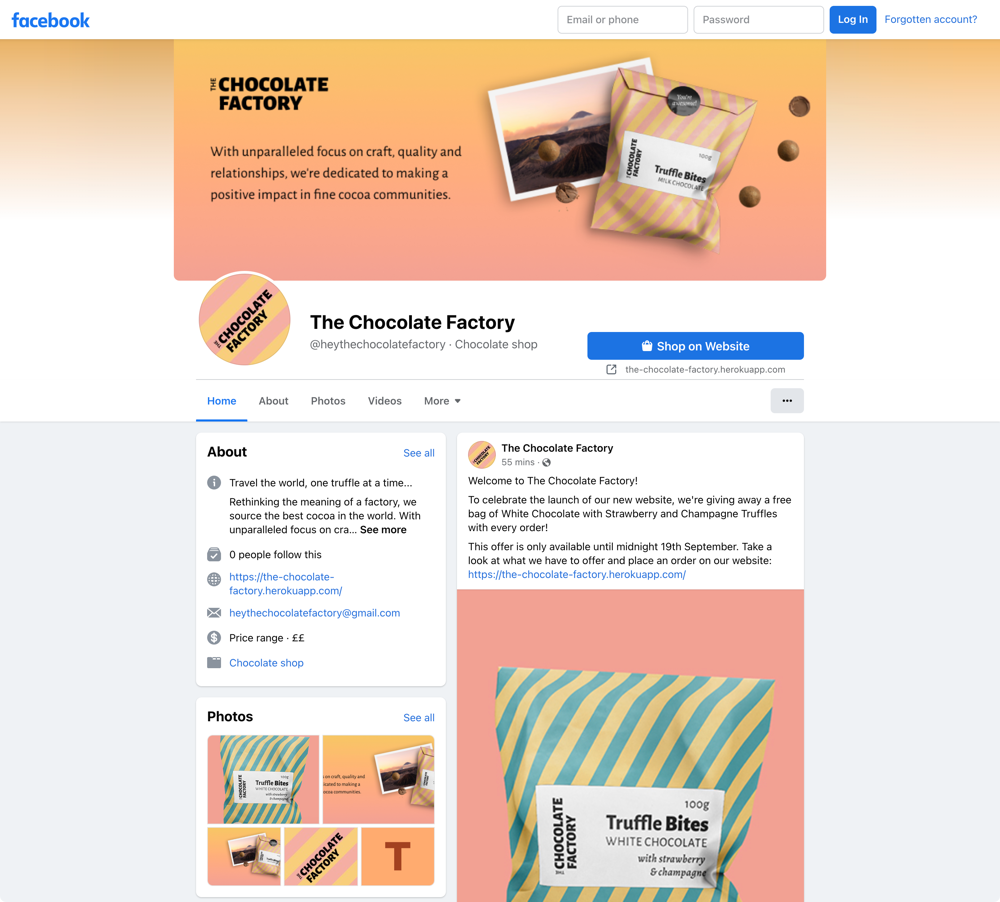 facebook
Email or phone
Password
Log In
Forgotten account?
THE CHOCOLATE
FACTORY
With unparalleled focus on craft, quality and
relationships, we're dedicated to making a
positive impact in fine cocoa communities.
You're
awesome!
100g
THE CHOCOLATE
FACTORY
Truffle Bites
MILK CHOCOLATE
THE CHOCOLATE
FACTORY
The Chocolate Factory
@heythechocolatefactory · Chocolate shop
Shop on Website
the-chocolate-factory.herokuapp.com
Home
About
Photos
Videos
More
About
See all
Travel the world, one truffle at a time...
Rethinking the meaning of a factory, we
source the best cocoa in the world. With
unparalleled focus on cra... See more
0 people follow this
https://the-chocolate-
factory.herokuapp.com/
heythechocolatefactory@gmail.com
Price range · ££
Chocolate shop
Photos
See all
100g
THE CHOCOLATE
FACTORY
Truffle Bites
WHITE CHOCOLATE
with strawberry
& champagne
on craft, quality and
icated to making a
ocoa communities.
THE CHOCOLATE
FACTORY
T
CHOCOLATE
FACTORY
The Chocolate Factory
55 mins ·
Welcome to The Chocolate Factory!
To celebrate the launch of our new website, we're giving away a free
bag of White Chocolate with Strawberry and Champagne Truffles
with every order!
This offer is only available until midnight 19th September. Take a
look at what we have to offer and place an order on our website:
https://the-chocolate-factory.herokuapp.com/
100g
THE CHOCOLATE
FACTORY
Truffle Bites
WHITE CHOCOLATE
with strawberry
& champagne